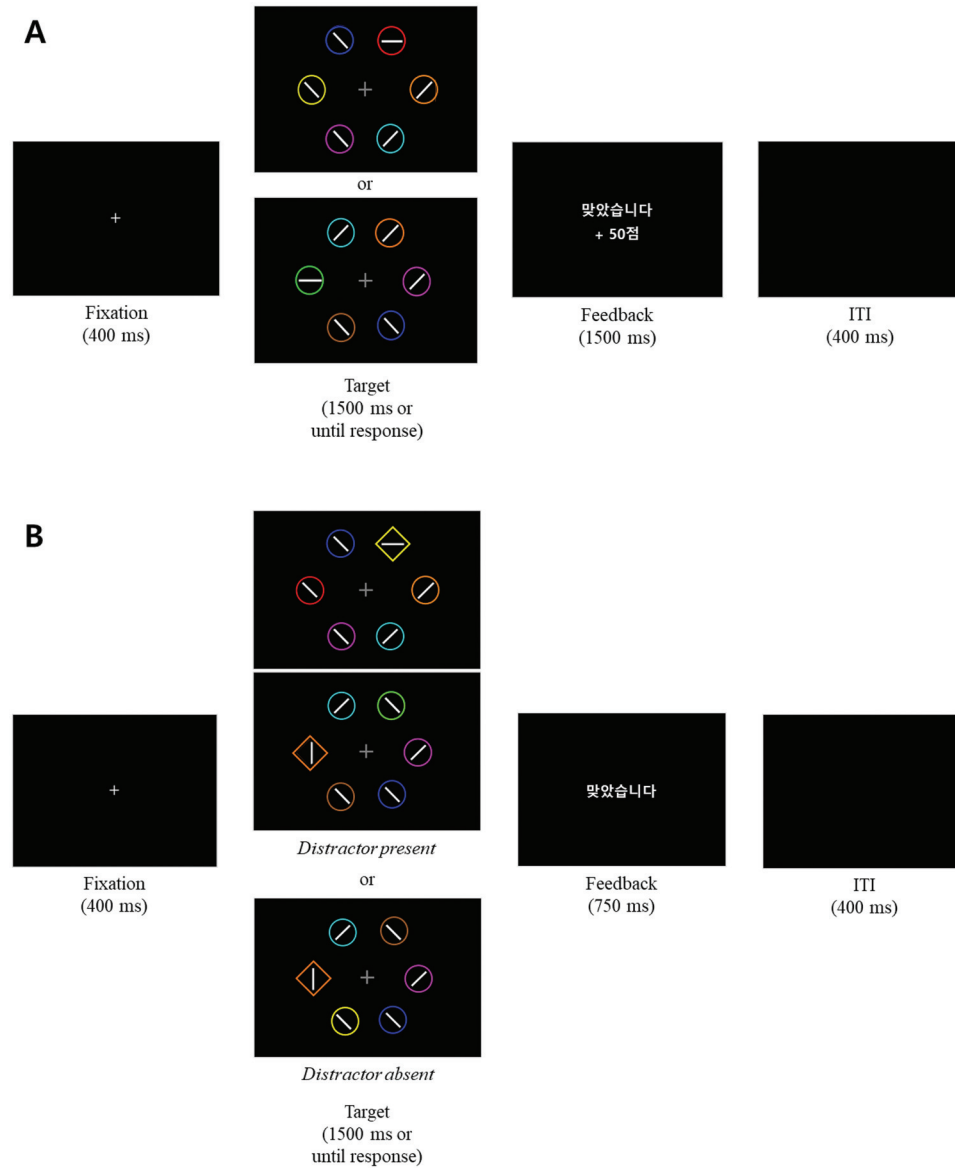 A
or
Fixation
(400 ms)
Target
(1500 ms or
until response)
맞았습니다
+ 50점
Feedback
(1500 ms)
ITI
(400 ms)
B
Fixation
(400 ms)
Distractor present
or
Distractor absent
Target
(1500 ms or
until response)
맞았습니다
Feedback
(750 ms)
ITI
(400 ms)